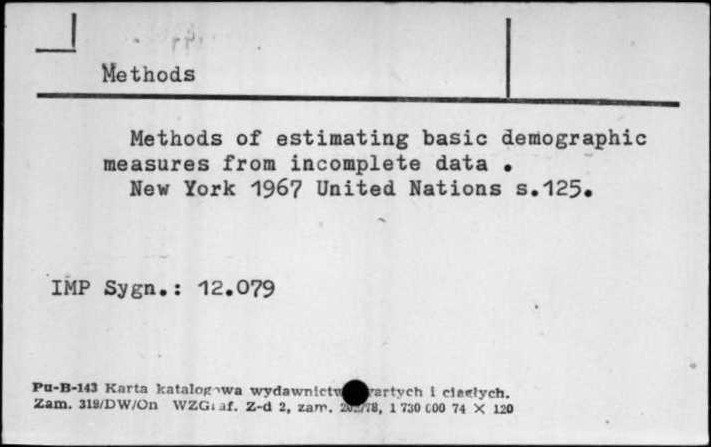 Methods
Methods of estimating basic demographic
measures from incomplete data .
New York 1967 United Nations s.125.
IMP Sygn.: 12.079
Pu-B-143 Karta katalogowa wydawnictw zwartych i ciągłych.
Zam. 319/DW/On WZGraf. Z-d 2, zam. 1 730 000 74 × 120